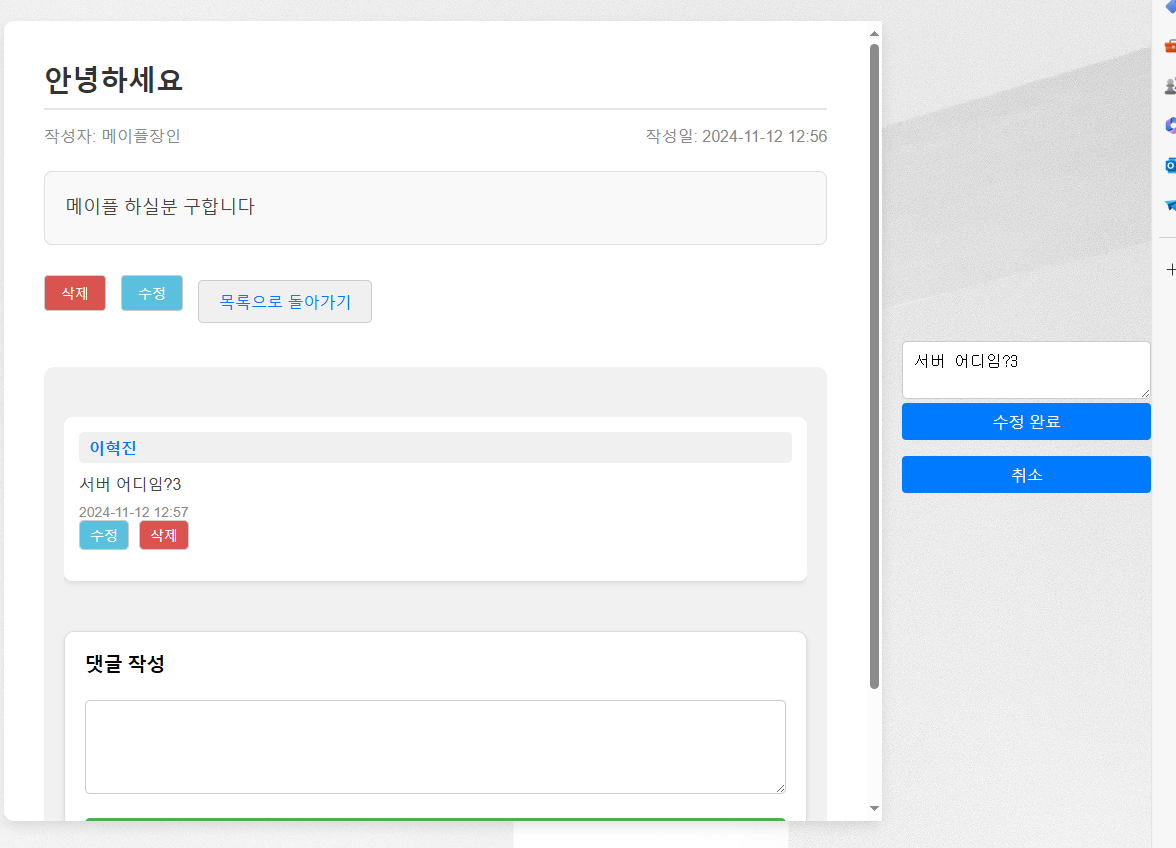 안녕하세요
작성자: 메이플장인
작성일: 2024-11-12 12:56
메이플 하실분 구합니다
삭제
수정
목록으로 돌아가기
이혁진
서버 어디임?3
2024-11-12 12:57
수정
삭제
댓글 작성
서버 어디임?3
수정 완료
취소